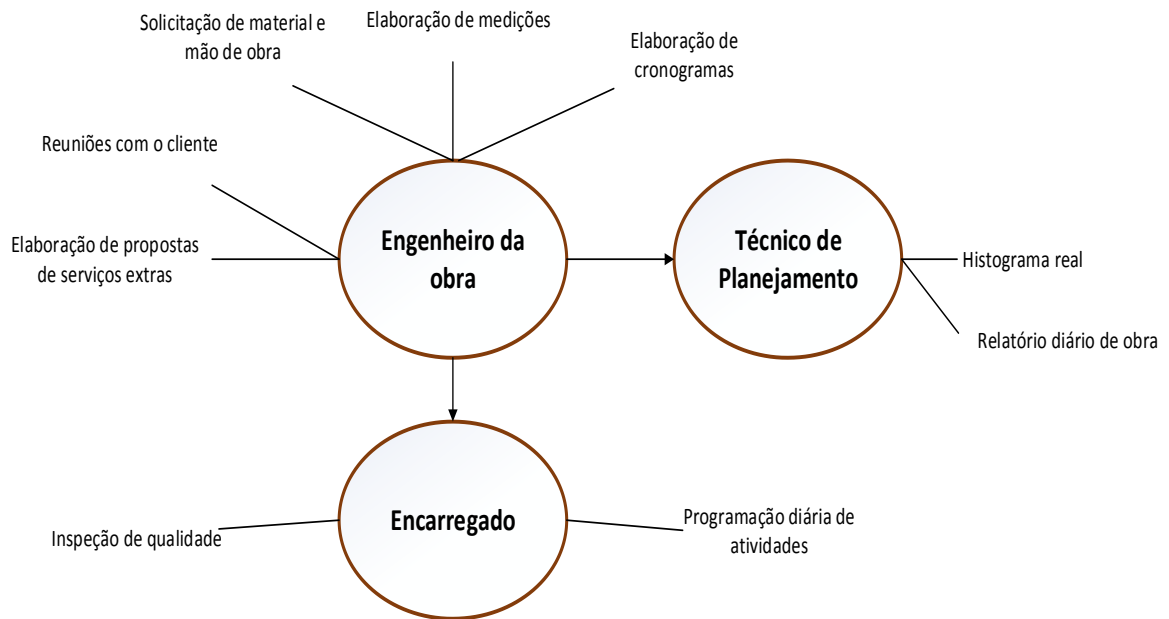 Solicitação de material e
mão de obra
Elaboração de medições
Elaboração de
cronogramas
Reuniões com o cliente
Elaboração de propostas
de serviços extras
Engenheiro da
obra
Técnico de
Planejamento
Histograma real
Relatório diário de obra
Encarregado
Inspeção de qualidade
Programação diária de
atividades